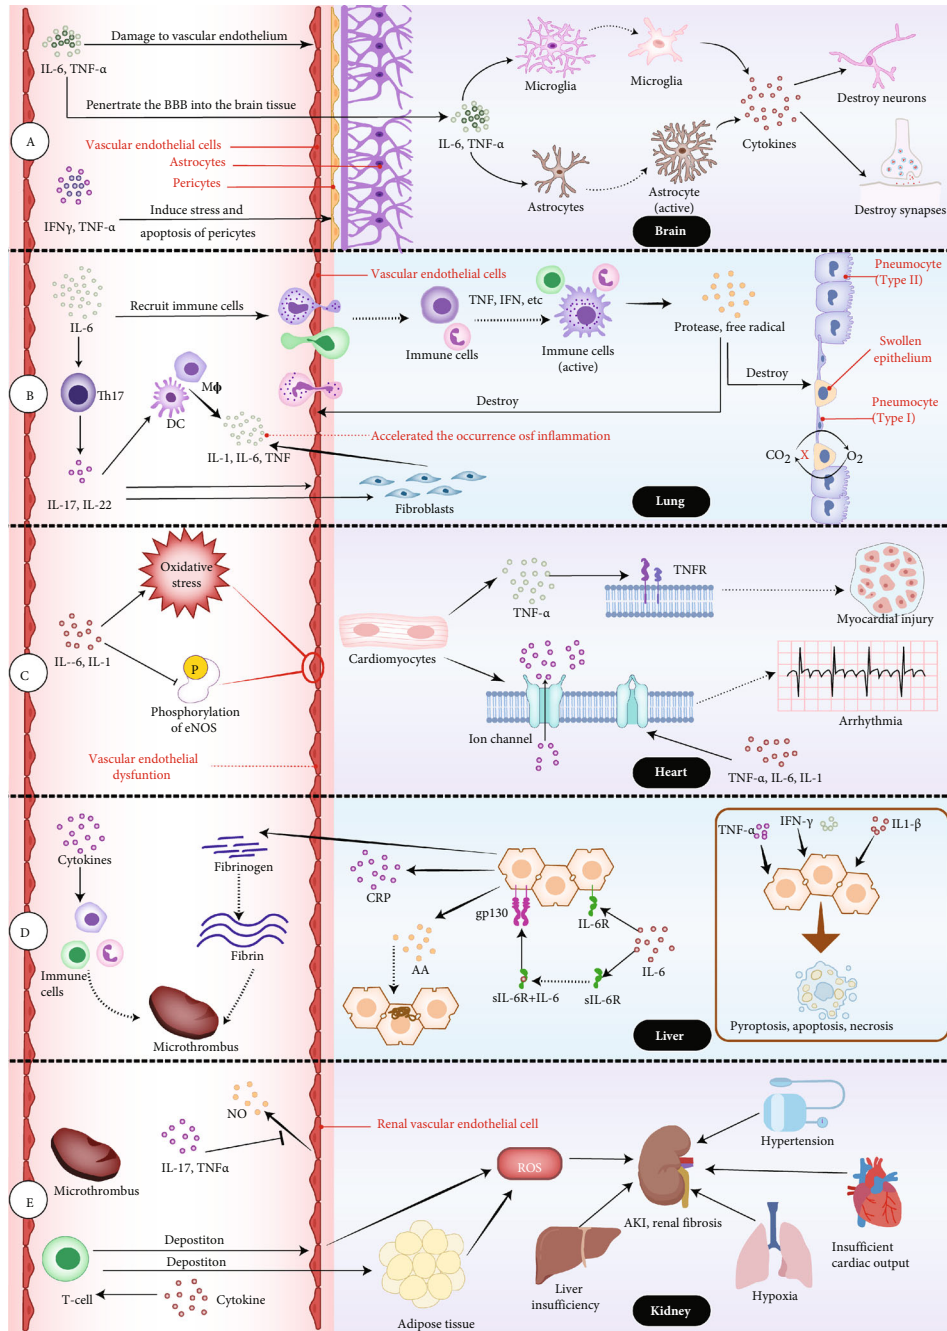 Damage to vascular endothelium
IL-6, TNF-α
Microglia
Microglia
Destroy neurons
Penertrate the BBB into the brain tissue
IL-6, TNF-α
Cytokines
A
Vascular endothelial cells
Astrocytes
Pericytes
IFNγ, TNF-α
Induce stress and
apoptosis of pericytes
Astrocytes
Astrocyte
(active)
Destroy synapses
Brain
Vascular endothelial cells
Pneumocyte
(Type II)
Recruit immune cells
IL-6
TNF, IFN, etc
Immune cells
Immune cells
(active)
Protease, free radical
Swollen
epithelium
Destroy
B
Th17
Mϕ
DC
Destroy
Pneumocyte
(Type I)
Accelerated the occurrence osf inflammation
IL-1, IL-6, TNF
CO2
X
O2
IL-17, IL-22
Fibroblasts
Lung
Oxidative
stress
TNF-α
TNFR
Myocardial injury
IL--6, IL-1
Cardiomyocytes
C
P
Phosphorylation
of eNOS
Ion channel
Arrhythmia
Vascular endothelial
dysfuntion
Heart
TNF-α, IL-6, IL-1
Cytokines
Fibrinogen
CRP
gp130
IL-6R
TNF-α
IFN-γ
IL1-β
D
Immune
cells
Fibrin
AA
IL-6
sIL-6R+IL-6
sIL-6R
Microthrombus
Liver
Pyroptosis, apoptosis, necrosis
NO
Renal vascular endothelial cell
Hypertension
IL-17, TNFα
Microthrombus
ROS
E
AKI, renal fibrosis
Insufficient
cardiac output
Depostiton
Depostiton
T-cell
Cytokine
Adipose tissue
Liver
insufficiency
Hypoxia
Kidney